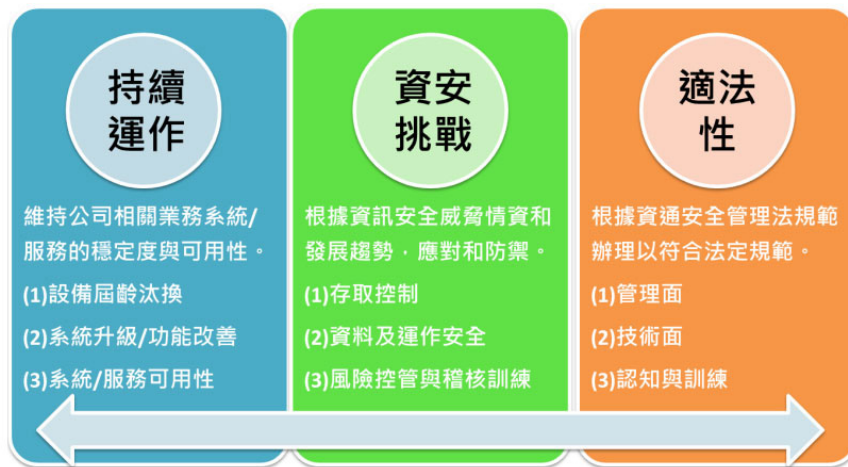 持續
運作
維持公司相關業務系統/
服務的穩定度與可用性。
(1)設備屆齡汰換
(2)系統升級/功能改善
(3)系統/服務可用性
資安
挑戰
根據資訊安全威脅情資和
發展趨勢，應對和防禦。
(1)存取控制
(2)資料及運作安全
(3)風險控管與稽核訓練
適法
性
根據資通安全管理法規範
辦理以符合法定規範。
(1)管理面
(2)技術面
(3)認知與訓練